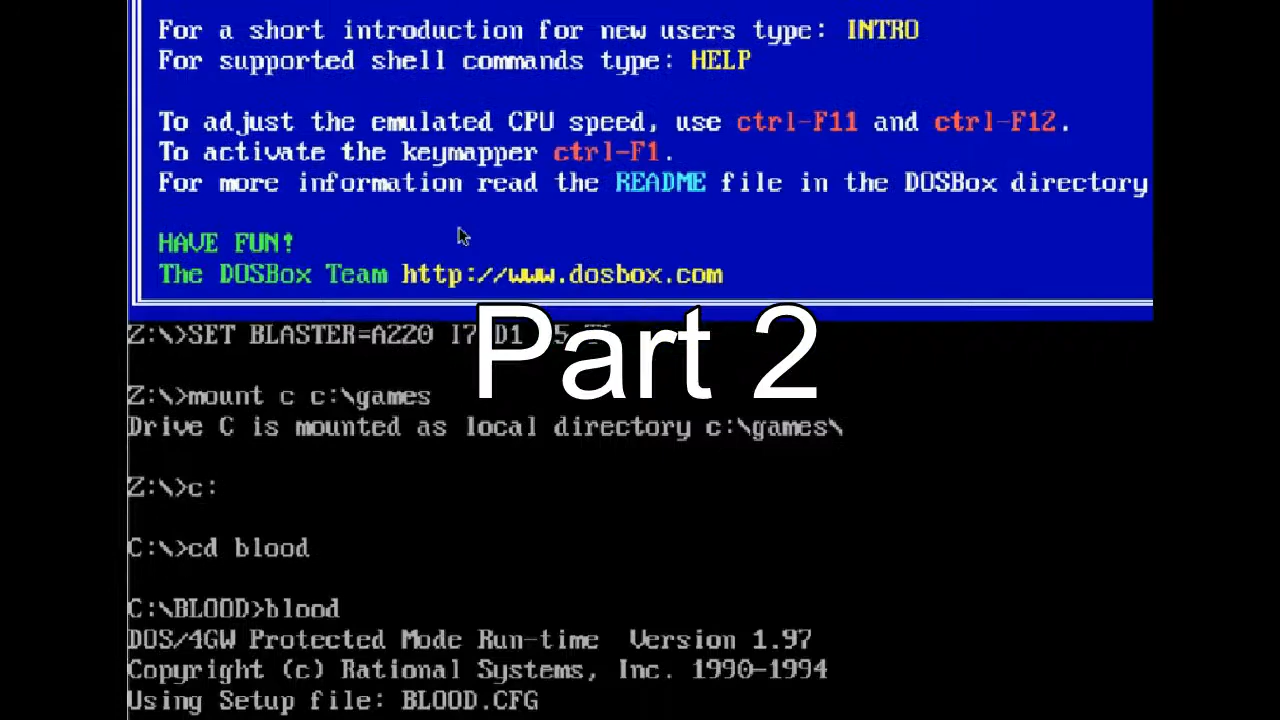 For a short introduction for new users type: INTRO
For supported shell commands type: HELP
To adjust the emulated CPU speed, use ctrl-F11 and ctrl-F12.
To activate the keymapper ctrl-F1.
For more information read the README file in the DOSBox directory
HAVE FUN!
The DOSBox Team http://www.dosbox.com
Z:\>SET BLASTER=A220 I7 D1
Part 2
Z:\>mount c c:\games
Drive C is mounted as local directory c:\games\
Z:\>c:
C:\>cd blood
C:\BLOOD>blood
DOS/4GW Protected Mode Run-time Version 1.97
Copyright (c) Rational Systems, Inc. 1990-1994
Using Setup file: BLOOD.CFG